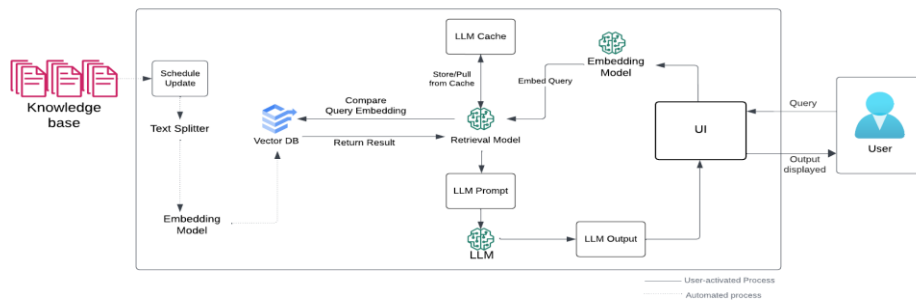 Knowledge
base
Schedule
Update
Text Splitter
Embedding
Model
Vector DB
Compare
Query Embedding
Return Result
LLM Cache
Store/Pull
from Cache
Retrieval Model
Embed Query
Embedding
Model
LLM Prompt
LLM
LLM Output
UI
Query
Output
displayed
User
User-activated Process
Automated process